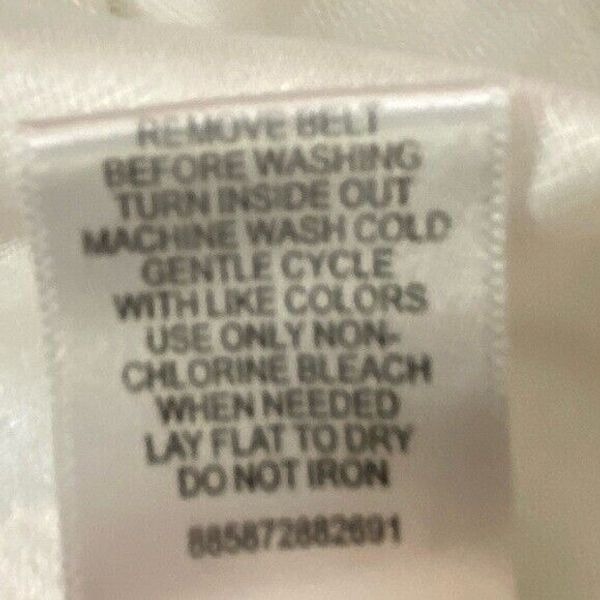 REMOVE BELT
BEFORE WASHING
TURN INSIDE OUT
MACHINE WASH COLD
GENTLE CYCLE
WITH LIKE COLORS
USE ONLY NON-
CHLORINE BLEACH
WHEN NEEDED
LAY FLAT TO DRY
DO NOT IRON
885872882691